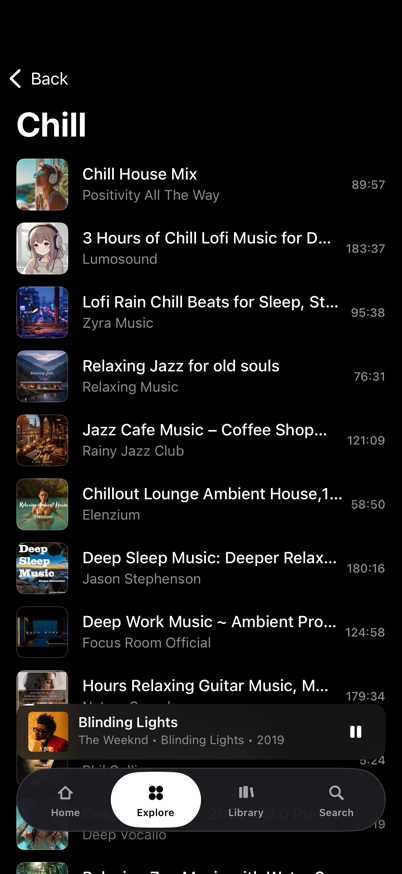 Back
Chill
Chill House Mix
Positivity All The Way
89:57
3 Hours of Chill Lofi Music for D...
Lumosound
183:37
Lofi Rain Chill Beats for Sleep, St...
Zyra Music
95:38
Relaxing Jazz for old souls
Relaxing Music
76:31
Jazz Cafe Music – Coffee Shop...
Rainy Jazz Club
121:09
Chillout Lounge Ambient House,1...
Elenzium
58:50
Deep Sleep Music
Deep Sleep Music: Deeper Relax...
Jason Stephenson
180:16
Deep Work Music ~ Ambient Pro...
Focus Room Official
124:58
Hours Relaxing Guitar Music, M...
179:34
Blinding Lights
The Weeknd • Blinding Lights • 2019
5:24
Home
Explore
Library
Search
Deep Vocallo